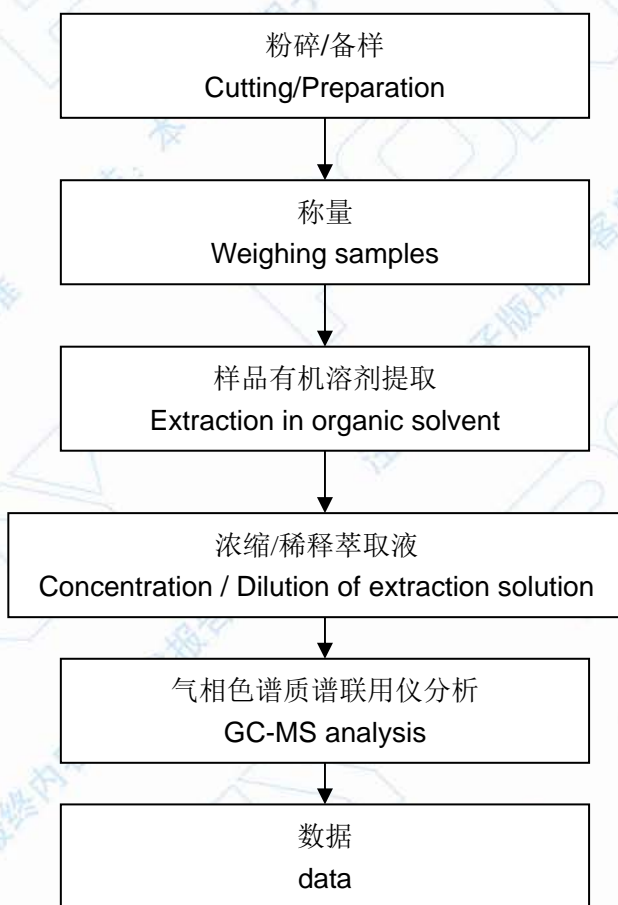 粉碎/备样
Cutting/Preparation
称量
Weighing samples
样品有机溶剂提取
Extraction in organic solvent
浓缩/稀释萃取液
Concentration / Dilution of extraction solution
气相色谱质谱联用仪分析
GC-MS analysis
数据
data